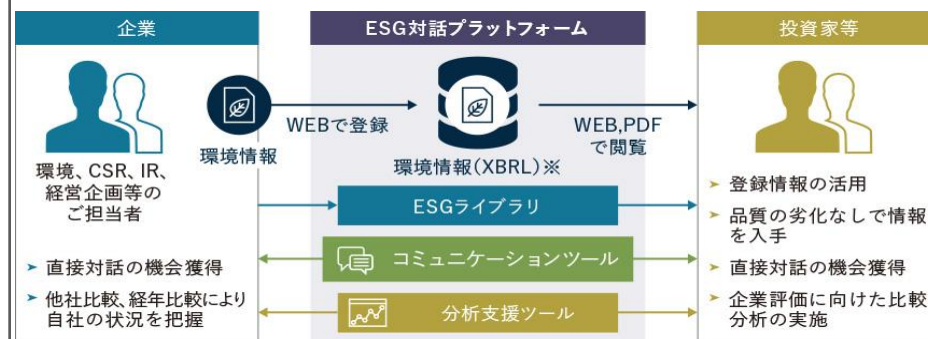 企業
ESG対話プラットフォーム
投資家等
環境情報
WEBで登録
環境情報(XBRL)※
WEB,PDF
で閲覧
環境、CSR、IR、
経営企画等の
ご担当者
ESGライブラリ
コミュニケーションツール
分析支援ツール
➤ 直接対話の機会獲得
➤ 他社比較、経年比較により
自社の状況を把握
➤ 登録情報の活用
➤ 品質の劣化なしで情報
を入手
➤ 直接対話の機会獲得
➤ 企業評価に向けた比較
分析の実施